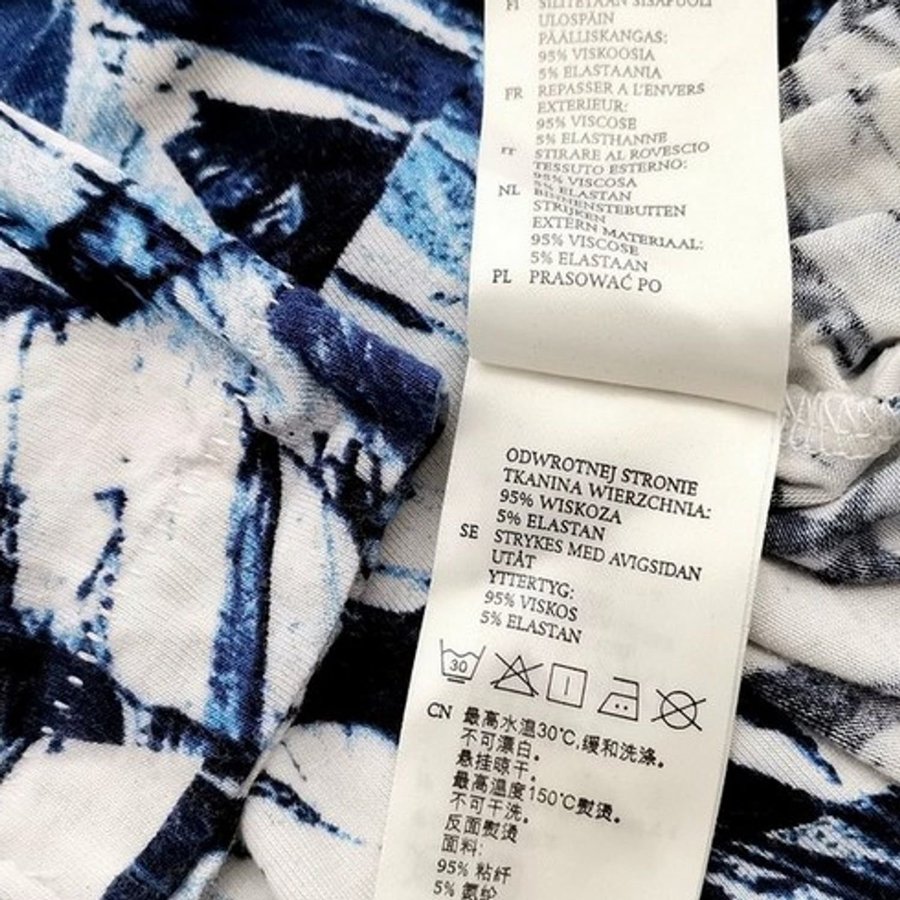 FI SILITETÄÄN SISÄPUOLI
ULOSPÄIN
PÄÄLLISKANGAS:
95% VISKOOSIA
5% ELASTAANIA
FR REPASSER A L'ENVERS
EXTERIEUR:
95% VISCOSE
5% ELASTHANNE
IT STIRARE AL ROVESCIO
TESSUTO ESTERNO:
95% VISCOSA
5% ELASTAN
NL BINNENSTEBUITEN
STRIJKEN
EXTERN MATERIAAL:
95% VISCOSE
5% ELASTAAN
PL PRASOWAĆ PO
ODWROTNEJ STRONIE
TKANINA WIERZCHNIA:
95% WISKOZA
5% ELASTAN
SE STRYKES MED AVIGSIDAN
UTÅT
YTTERTYG:
95% VISKOS
5% ELASTAN
30
CN 最高水温30℃,缓和洗涤。
不可漂白。
悬挂晾干。
最高温度150℃熨烫。
不可干洗。
反面熨烫
面料:
95% 粘纤
5% 氨纶